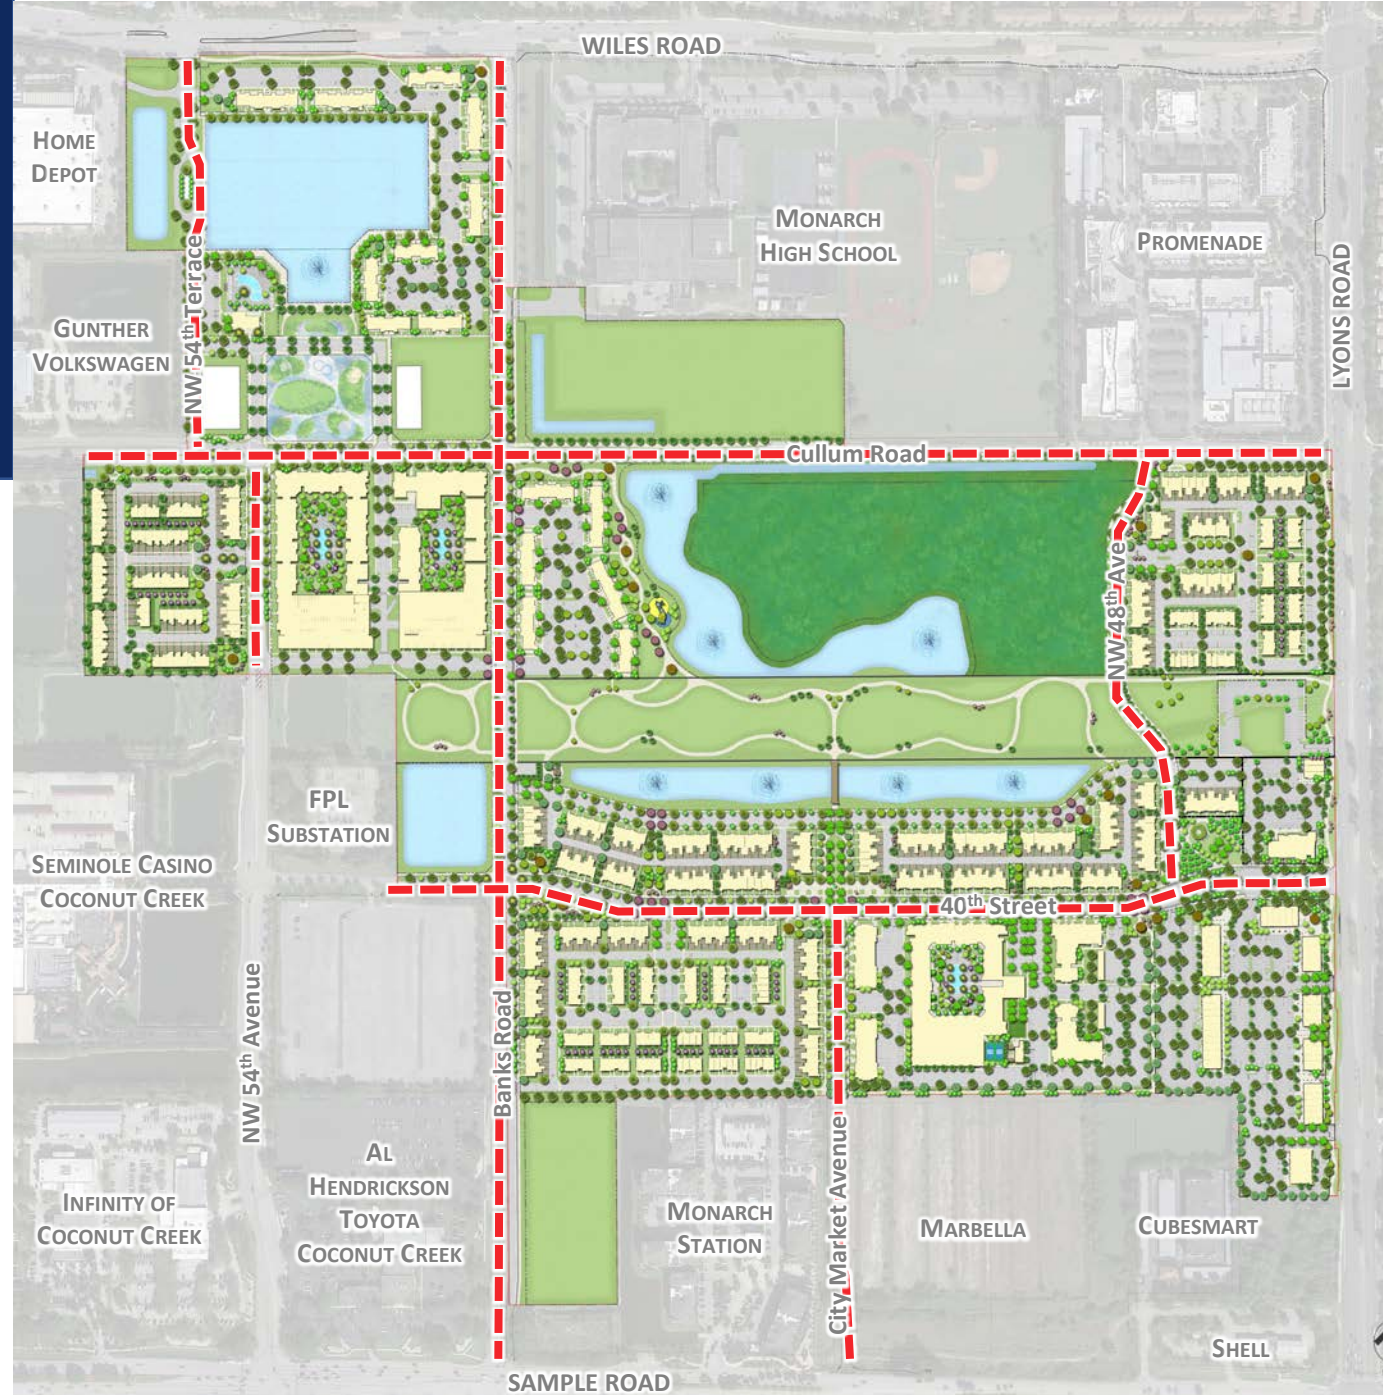 WILES ROAD
HOME
DEPOT
MONARCH
HIGH SCHOOL
PROMENADE
LYONS ROAD
NW 54th Terrace
GUNTHER
VOLKSWAGEN
Cullum Road
NW 48th Ave
FPL
SUBSTATION
SEMINOLE CASINO
COCONUT CREEK
40th Street
NW 54th Avenue
Banks Road
City Market Avenue
AL
HENDRICKSON
TOYOTA
COCONUT CREEK
INFINITY OF
COCONUT CREEK
MONARCH
STATION
MARBELLA
CUBESMART
SHELL
SAMPLE ROAD